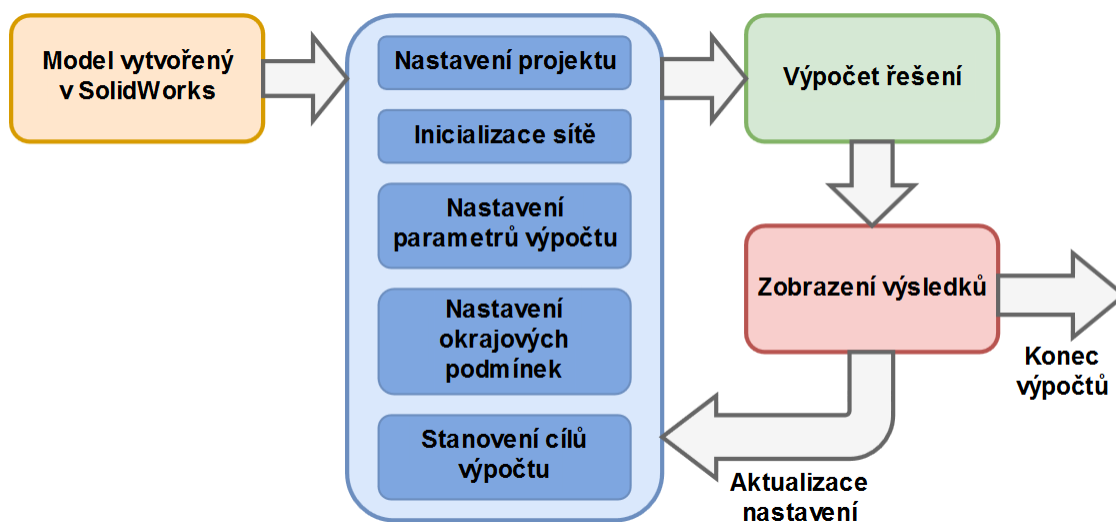 Model vytvořený
v SolidWorks
Nastavení projektu
Inicializace sítě
Nastavení
parametrů výpočtu
Nastavení
okrajových
podmínek
Stanovení cílů
výpočtu
Výpočet řešení
Zobrazení výsledků
Konec
výpočtů
Aktualizace
nastavení